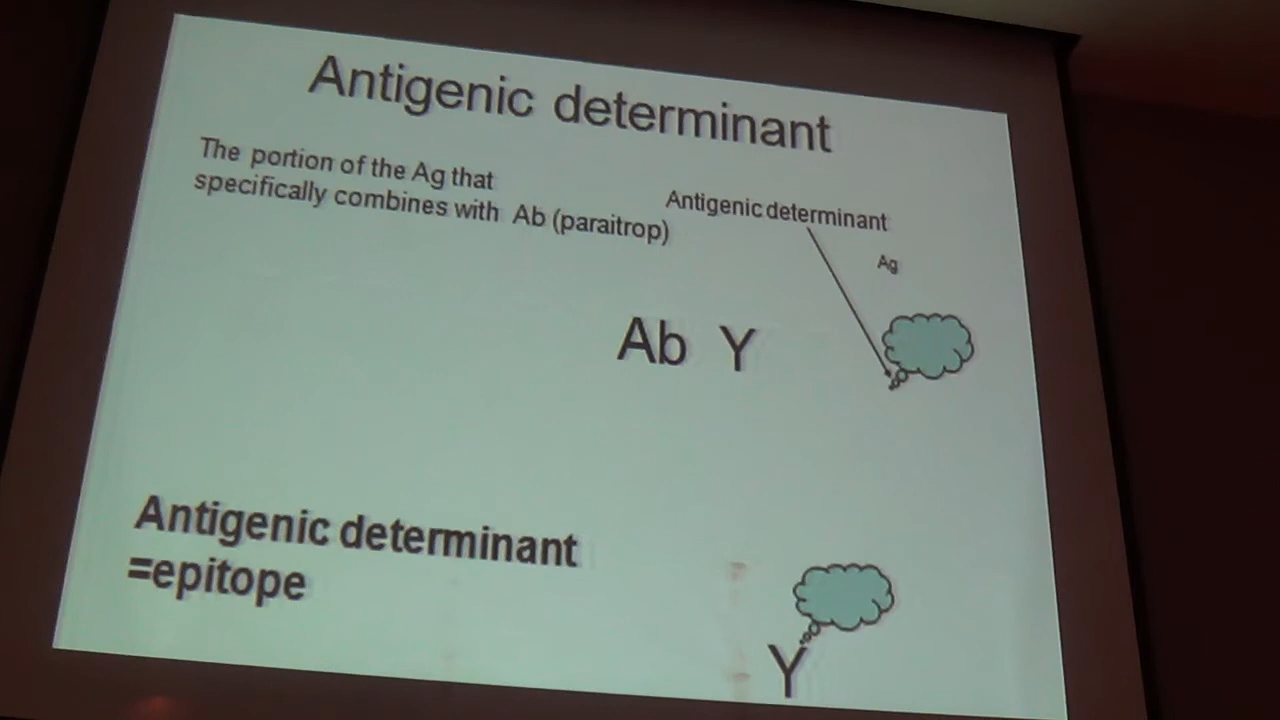 Antigenic determinant
The portion of the Ag that
specifically combines with Ab (paraitrop)
Antigenic determinant
Ag
Ab Y
Antigenic determinant
=epitope
Y